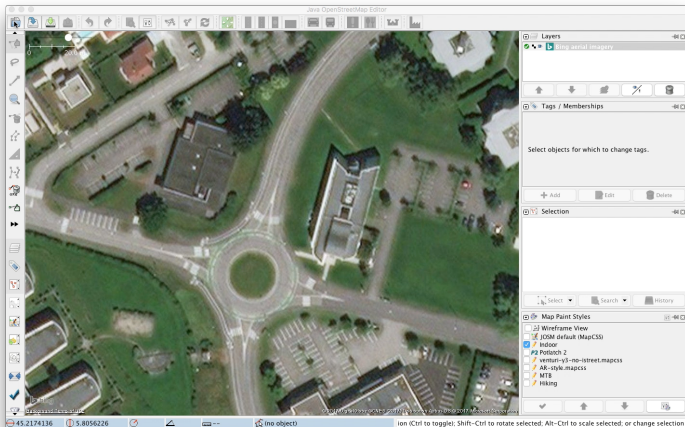 Java OpenStreetMap Editor
0
Layers
Bing aerial imagery
Tags / Memberships
Select objects for which to change tags.
Add
Edit
Delete
Selection
Select
Search
History
Map Paint Styles
Wireframe View
JOSM default (MapCSS)
Indoor
Potlatch 2
venturi-y3-no-istreet.mapcss
AR-style.mapcss
MTB
Hiking
45.2174136
5.8056226
--
(no object)
ion (Ctrl to toggle); Shift-Ctrl to rotate selected; Alt-Ctrl to scale selected; or change selection